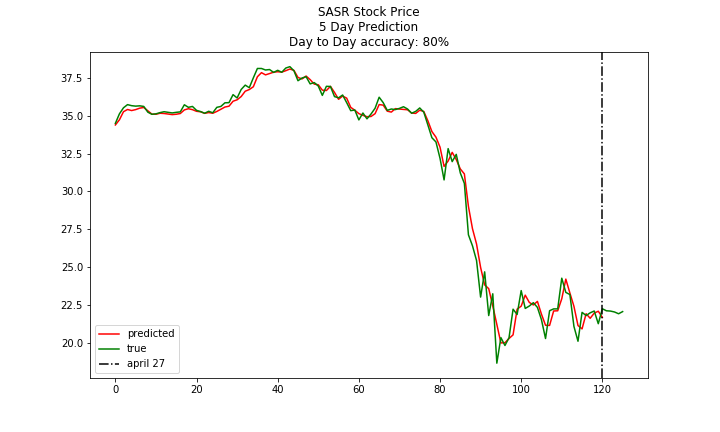 SASR Stock Price
5 Day Prediction
Day to Day accuracy: 80%
37.5
35.0
32.5
30.0
27.5
25.0
22.5
20.0
predicted
true
april 27
0
20
40
60
80
100
120